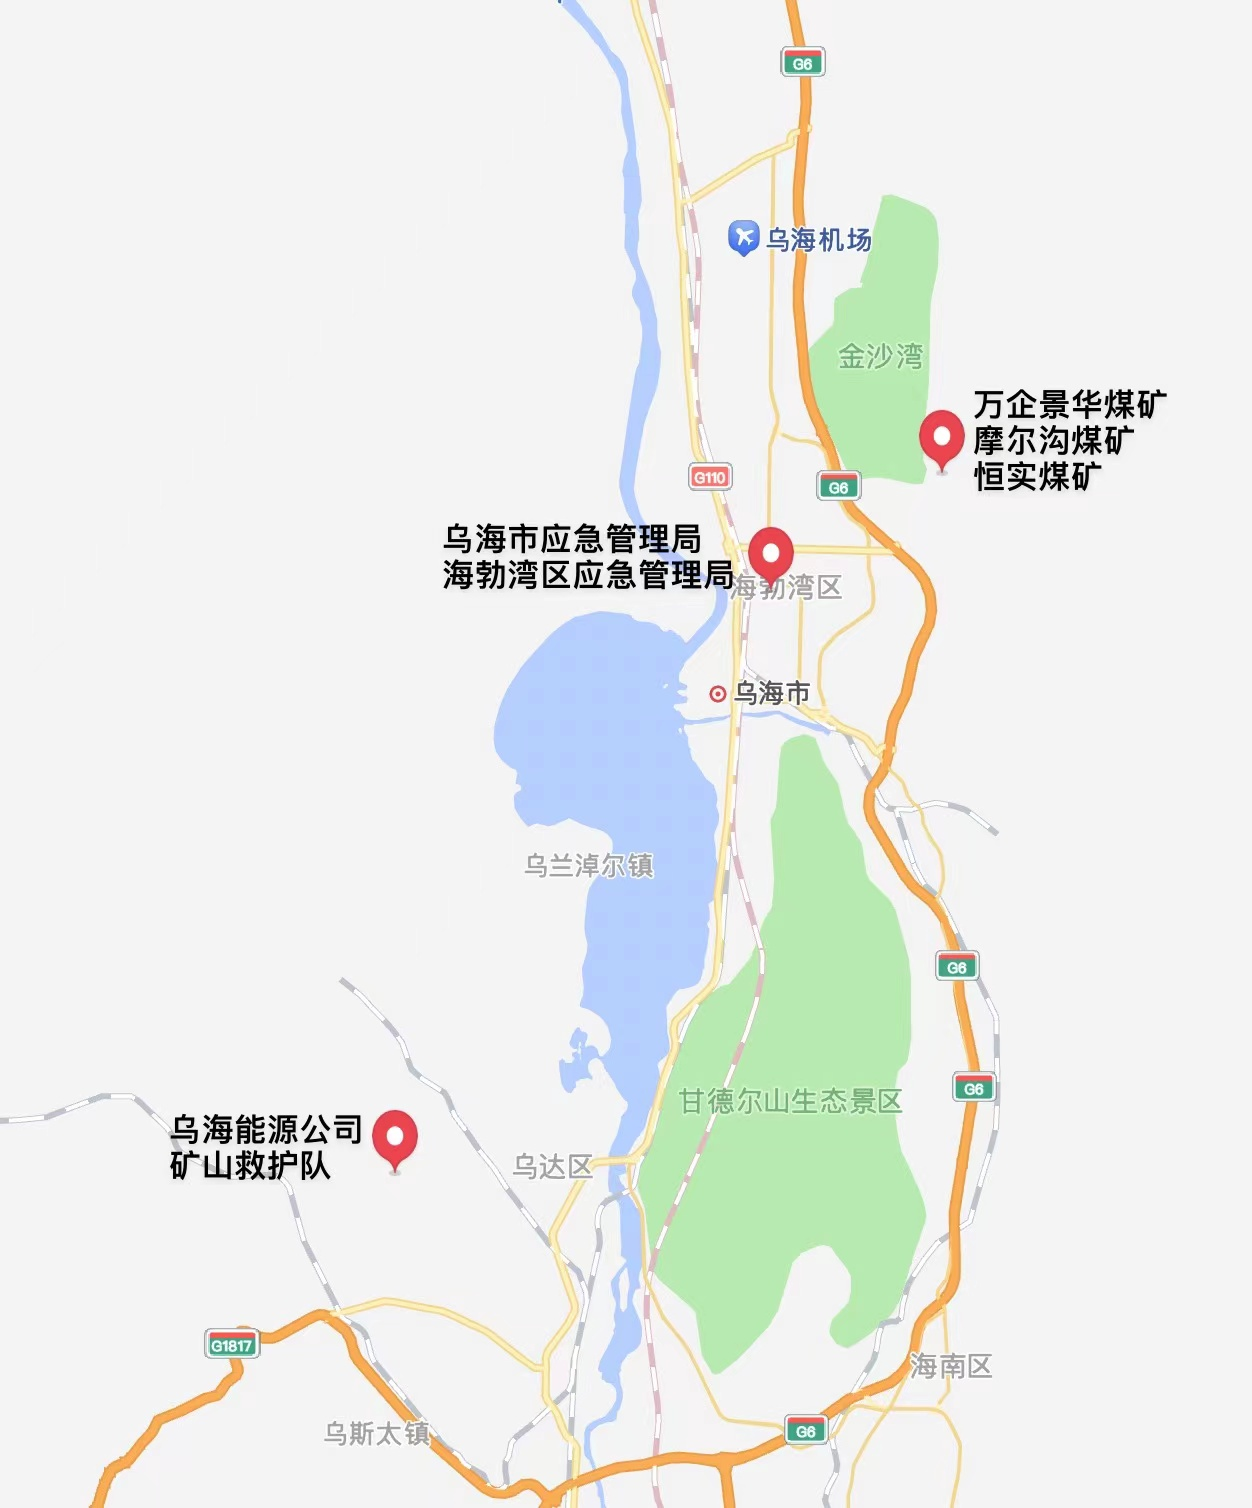 G6
乌海机场
金沙湾
万企景华煤矿
摩尔沟煤矿
恒实煤矿
G110
G6
乌海市应急管理局
海勃湾区应急管理局
海勃湾区
乌海市
乌兰淖尔镇
G6
G6
甘德尔山生态景区
乌海能源公司
矿山救护队
乌达区
G1817
海南区
乌斯太镇
G6